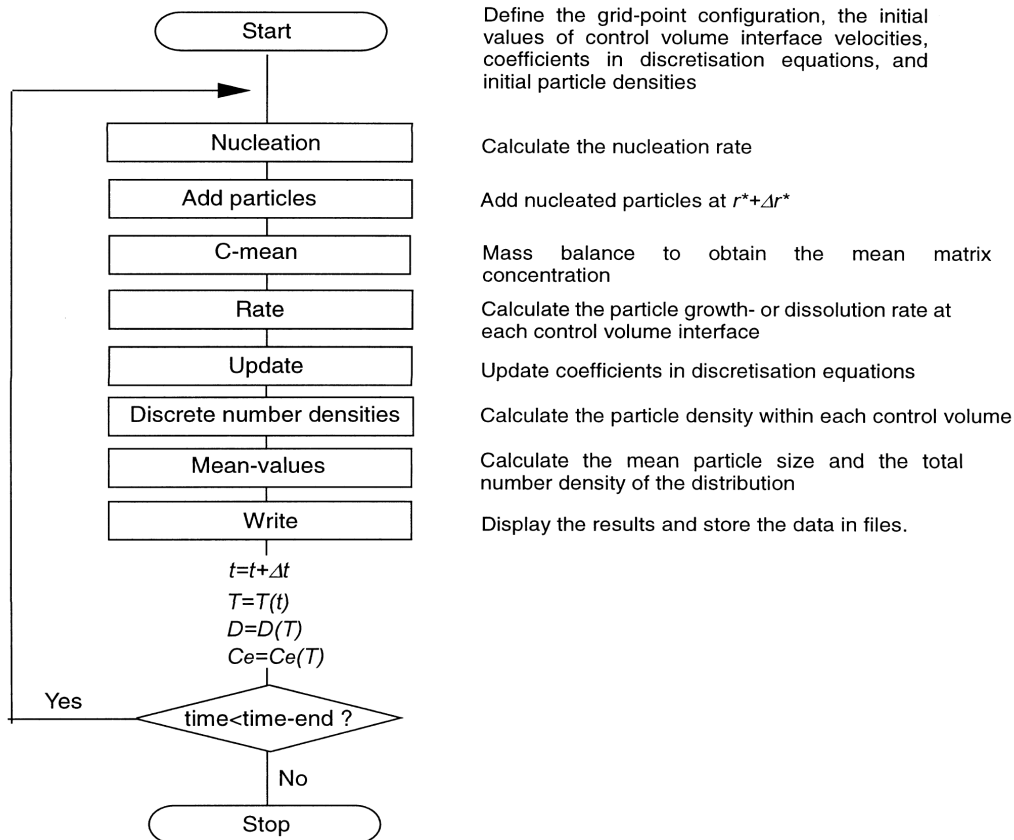 Start
Define the grid-point configuration, the initial
values of control volume interface velocities,
coefficients in discretisation equations, and
initial particle densities
Nucleation
Calculate the nucleation rate
Add particles
Add nucleated particles at r*+Δr*
C-mean
Mass balance to obtain the mean matrix
concentration
Rate
Calculate the particle growth- or dissolution rate at
each control volume interface
Update
Update coefficients in discretisation equations
Discrete number densities
Calculate the particle density within each control volume
Mean-values
Calculate the mean particle size and the total
number density of the distribution
Write
Display the results and store the data in files.
t=t+Δt
T=T(t)
D=D(T)
Ce=Ce(T)
Yes
time<time-end ?
No
Stop